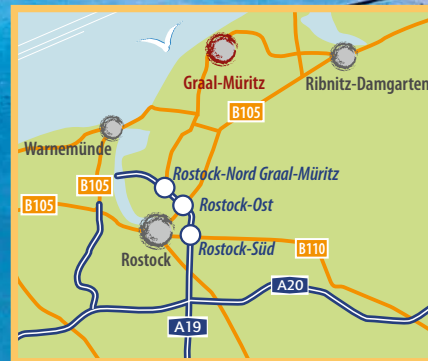 Graal-Müritz
Ribnitz-Damgarten
B105
Warnemünde
Rostock-Nord Graal-Müritz
B105
B105
Rostock-Ost
Rostock-Süd
B110
Rostock
A20
A19